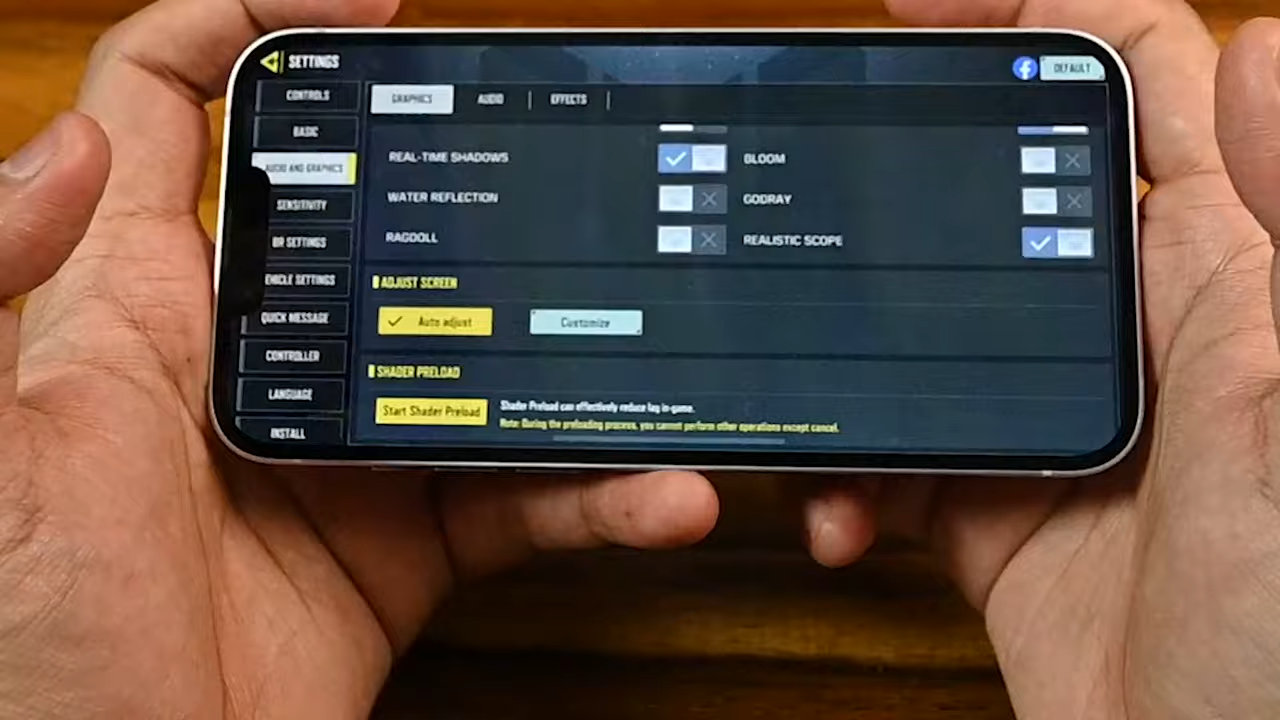 SETTINGS
DEFAULT
CONTROLS
BASIC
AUDIO AND GRAPHICS
SENSITIVITY
BR SETTINGS
EHICLE SETTINGS
QUICK MESSAGE
CONTROLLER
LANGUAGE
INSTALL
GRAPHICS
AUDIO
EFFECTS
REAL-TIME SHADOWS
BLOOM
WATER REFLECTION
GODRAY
RAGDOLL
REALISTIC SCOPE
ADJUST SCREEN
Auto adjust
Customize
SHADER PRELOAD
Start Shader Preload
Shader Preload can effectively reduce lag in-game.
Note: During the preloading process, you cannot perform other operations except cancel.